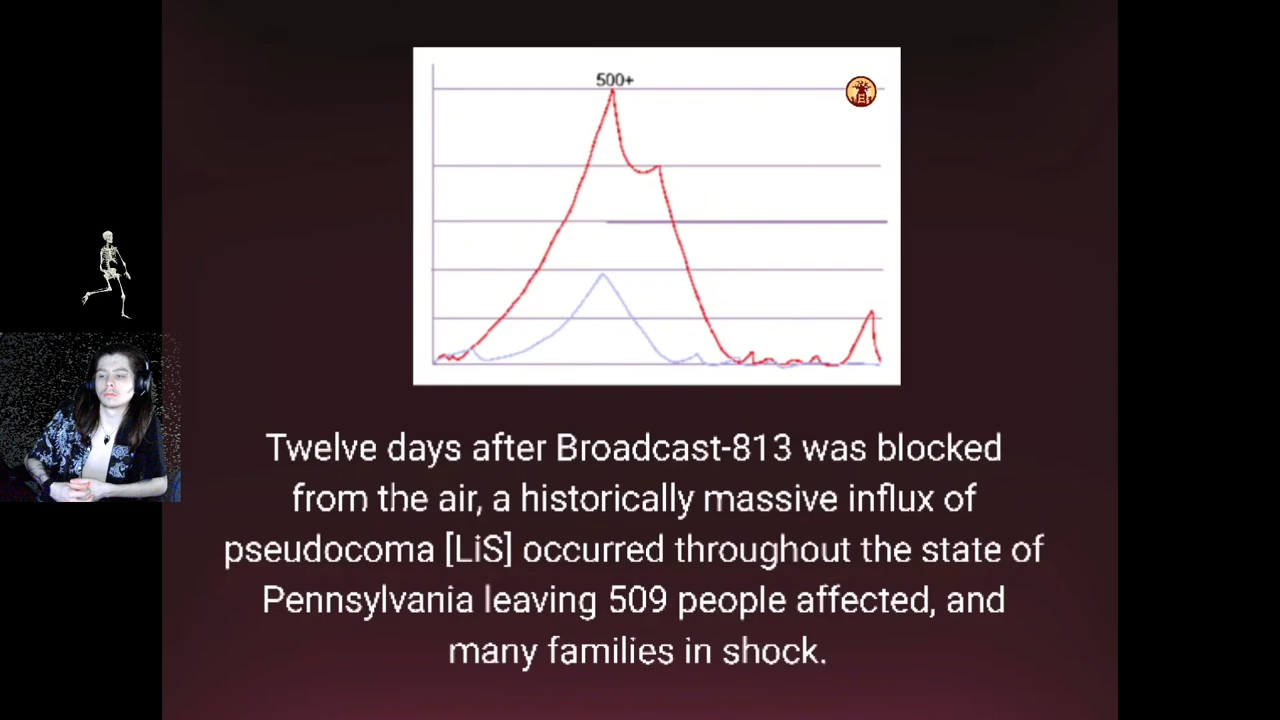 500+
Twelve days after Broadcast-813 was blocked
from the air, a historically massive influx of
pseudocoma [LiS] occurred throughout the state of
Pennsylvania leaving 509 people affected, and
many families in shock.